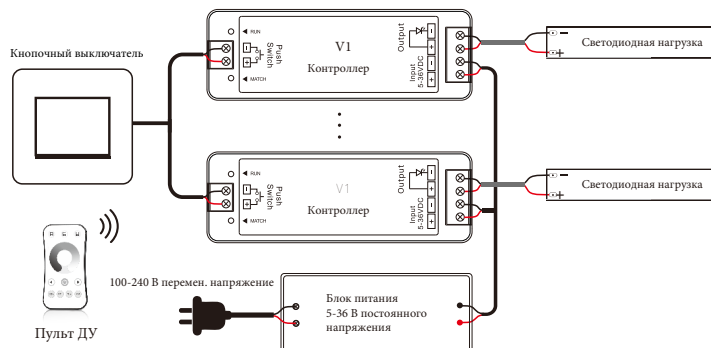 Кнопочный выключатель
RUN
Push
Switch
MATCH
V1
Контроллер
Output
Input
5-36VDC
Светодиодная нагрузка
RUN
Push
Switch
MATCH
V1
Контроллер
Output
Input
5-36VDC
Светодиодная нагрузка
100-240 В перемен. напряжение
Блок питания
5-36 В постоянного
напряжения
Пульт ДУ